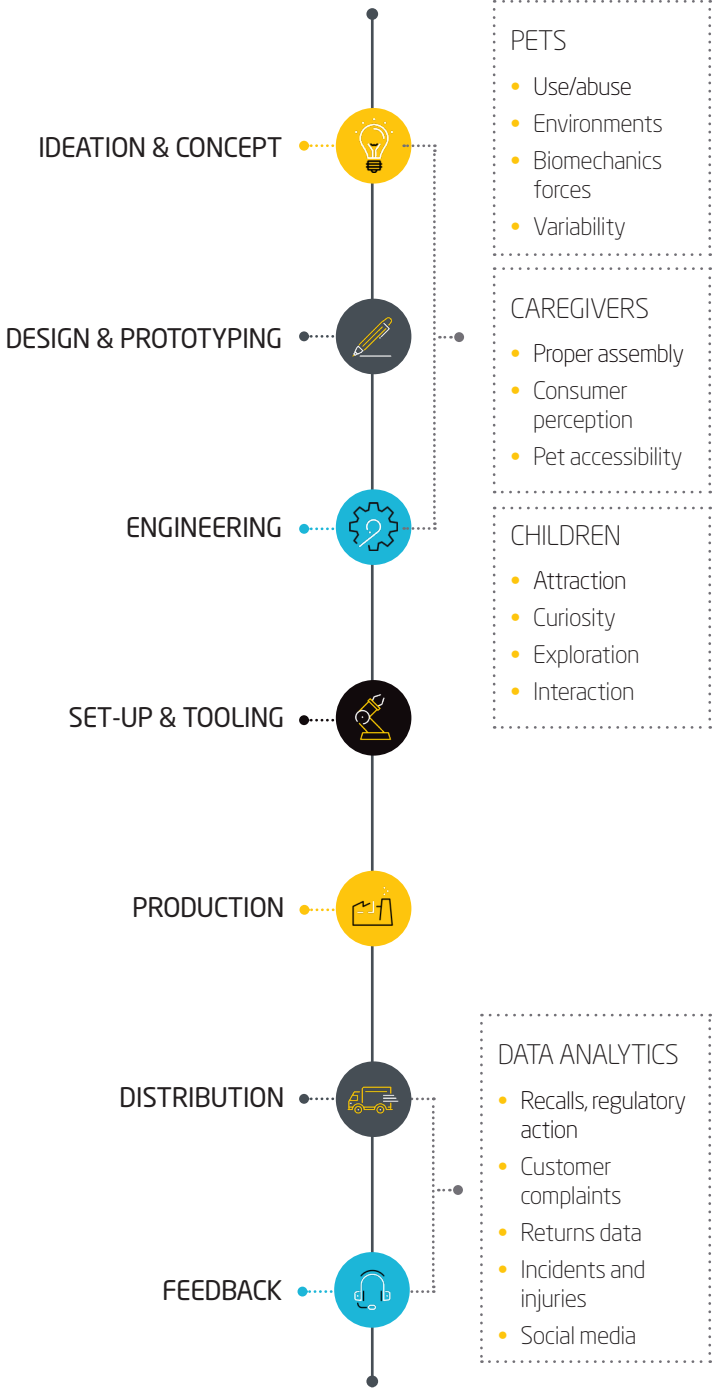 IDEATION & CONCEPT
DESIGN & PROTOTYPING
ENGINEERING
SET-UP & TOOLING
PRODUCTION
DISTRIBUTION
FEEDBACK
PETS
• Use/abuse
• Environments
• Biomechanics
forces
• Variability
CAREGIVERS
• Proper assembly
• Consumer
perception
• Pet accessibility
CHILDREN
• Attraction
• Curiosity
• Exploration
• Interaction
DATA ANALYTICS
• Recalls, regulatory
action
• Customer
complaints
• Returns data
• Incidents and
injuries
• Social media